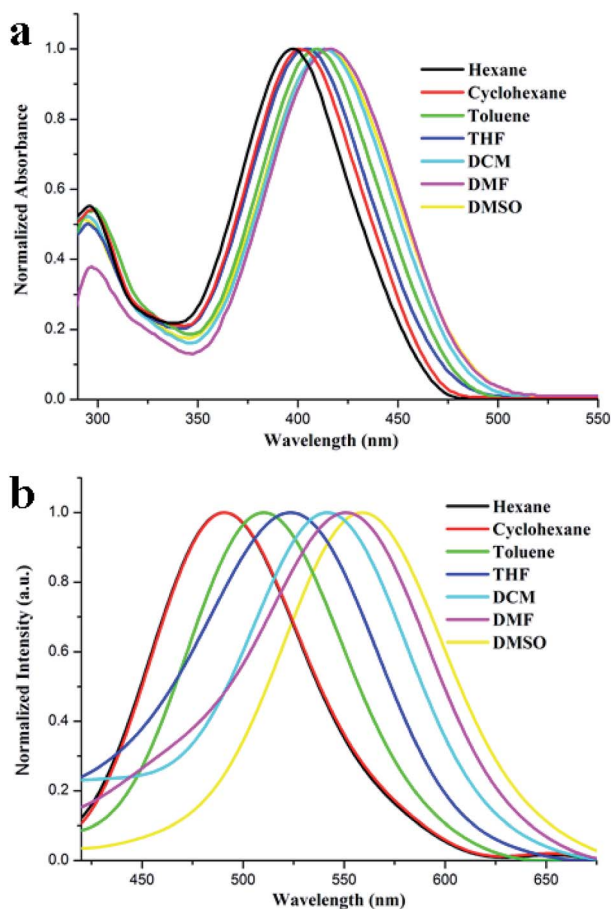 a
Normalized Absorbance
1.0
0.8
0.6
0.4
0.2
0.0
300
350
400
450
500
550
Wavelength (nm)
Hexane
Cyclohexane
Toluene
THF
DCM
DMF
DMSO
b
Normalized Intensity (a.u.)
1.0
0.8
0.6
0.4
0.2
0.0
450
500
550
600
650
Wavelength (nm)
Hexane
Cyclohexane
Toluene
THF
DCM
DMF
DMSO